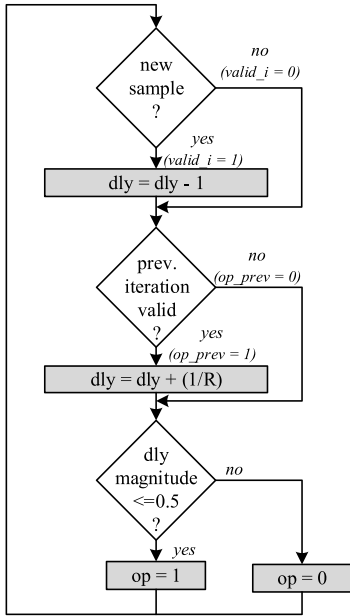 new
sample
?
no
(valid_i = 0)
yes
(valid_i = 1)
dly = dly - 1
prev.
iteration
valid
?
no
(op_prev = 0)
yes
(op_prev = 1)
dly = dly + (1/R)
dly
magnitude
<=0.5
?
no
yes
op = 1
op = 0